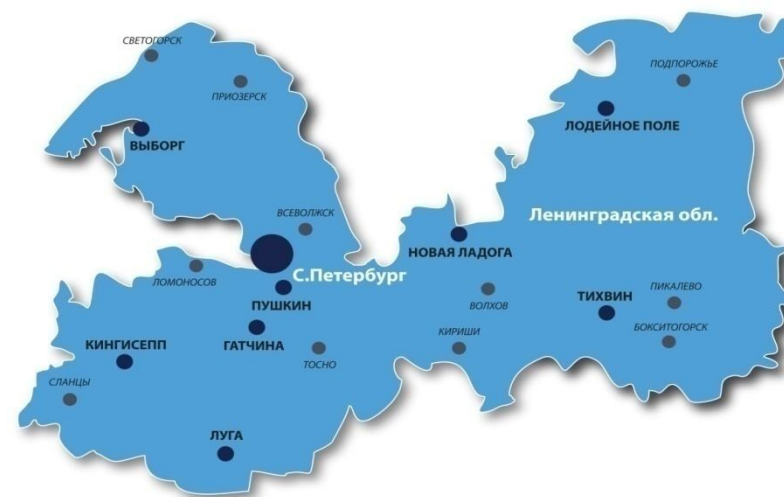 СВЕТОГОРСК
ПОДПОРОЖЬЕ
ПРИОЗЕРСК
ЛОДЕЙНОЕ ПОЛЕ
ВЫБОРГ
ВСЕВОЛЖСК
Ленинградская обл.
НОВАЯ ЛАДОГА
С.Петербург
ЛОМОНОСОВ
ПУШКИН
ВОЛХОВ
ТИХВИН
ПИКАЛЕВО
БОКСИТОГОРСК
КИНГИСЕПП
ГАТЧИНА
КИРИШИ
ТОСНО
СЛАНЦЫ
ЛУГА